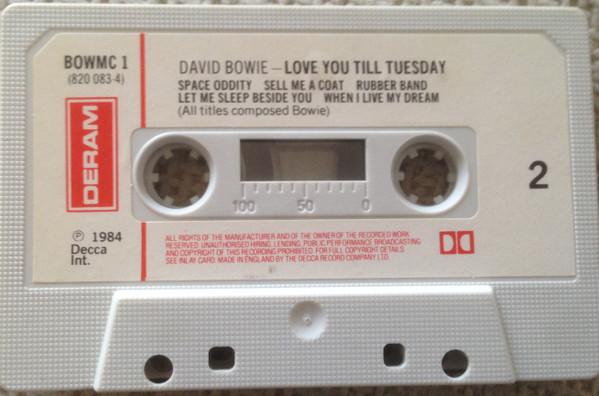 BOWMC 1
(820 083-4)
DAVID BOWIE – LOVE YOU TILL TUESDAY
SPACE ODDITY SELL ME A COAT RUBBER BAND
LET ME SLEEP BESIDE YOU WHEN I LIVE MY DREAM
(All titles composed Bowie)
DERAM
2
100 50 0
Ⓟ 1984
Decca
Int.
ALL RIGHTS OF THE MANUFACTURER AND OF THE OWNER OF THE RECORDED WORK
RESERVED. UNAUTHORISED HIRING, LENDING, PUBLIC PERFORMANCE BROADCASTING
AND COPYRIGHT OF THIS RECORDING PROHIBITED. FOR FULL COPYRIGHT DETAILS
SEE INLAY CARD. MADE IN ENGLAND BY THE DECCA RECORD COMPANY LTD.